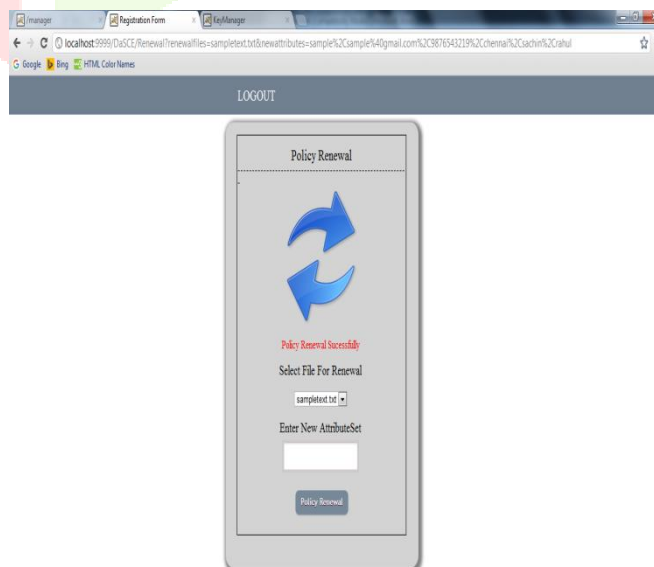 /manager
Registration Form
KeyManager
localhost:9999/DaSCE/Renewal?renewalfiles=sampletext.txt&newattributes=sample%2Csample%40gmail.com%2C9876543219%2Cchennai%2Csachin%2Crahul
Google Bing HTML Color Names
LOGOUT
Policy Renewal
Policy Renewal Sucessfully
Select File For Renewal
sampletext.txt
Enter New AttributeSet
Policy Renewal